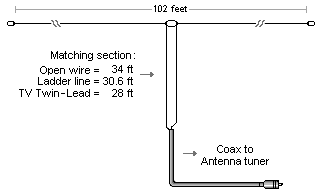 102 feet
Matching section:
Open wire = 34 ft
Ladder line = 30.6 ft
TV Twin-Lead = 28 ft
Coax to
Antenna tuner